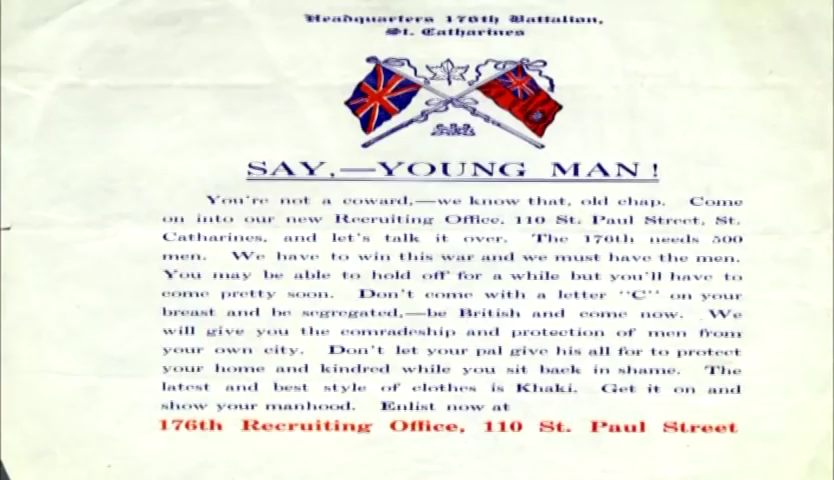 Headquarters 176th Battalion,
St. Catharines
SAY,—YOUNG MAN!
You're not a coward,—we know that, old chap. Come
on into our new Recruiting Office, 110 St. Paul Street, St.
Catharines, and let's talk it over. The 176th needs 500
men. We have to win this war and we must have the men.
You may be able to hold off for a while but you'll have to
come pretty soon. Don't come with a letter "C" on your
breast and be segregated,—be British and come now. We
will give you the comradeship and protection of men from
your own city. Don't let your pal give his all for to protect
your home and kindred while you sit back in shame. The
latest and best style of clothes is Khaki. Get it on and
show your manhood. Enlist now at
176th Recruiting Office, 110 St. Paul Street